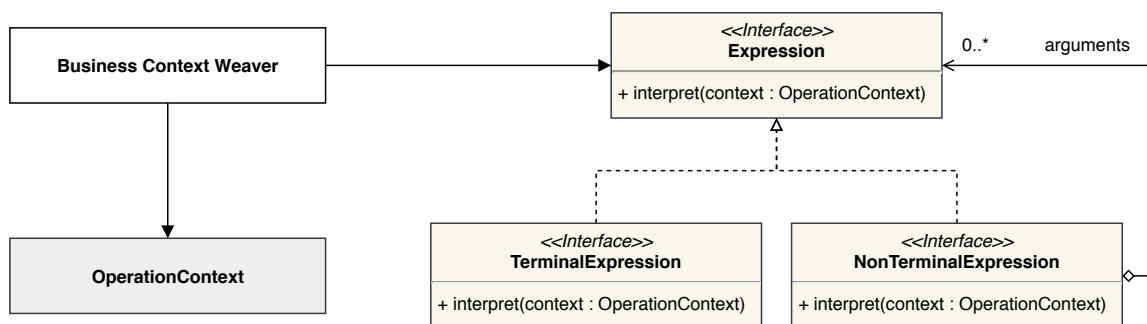 Business Context Weaver
<<Interface>>
Expression
+ interpret(context : OperationContext)
0..* arguments
OperationContext
<<Interface>>
TerminalExpression
+ interpret(context : OperationContext)
<<Interface>>
NonTerminalExpression
+ interpret(context : OperationContext)